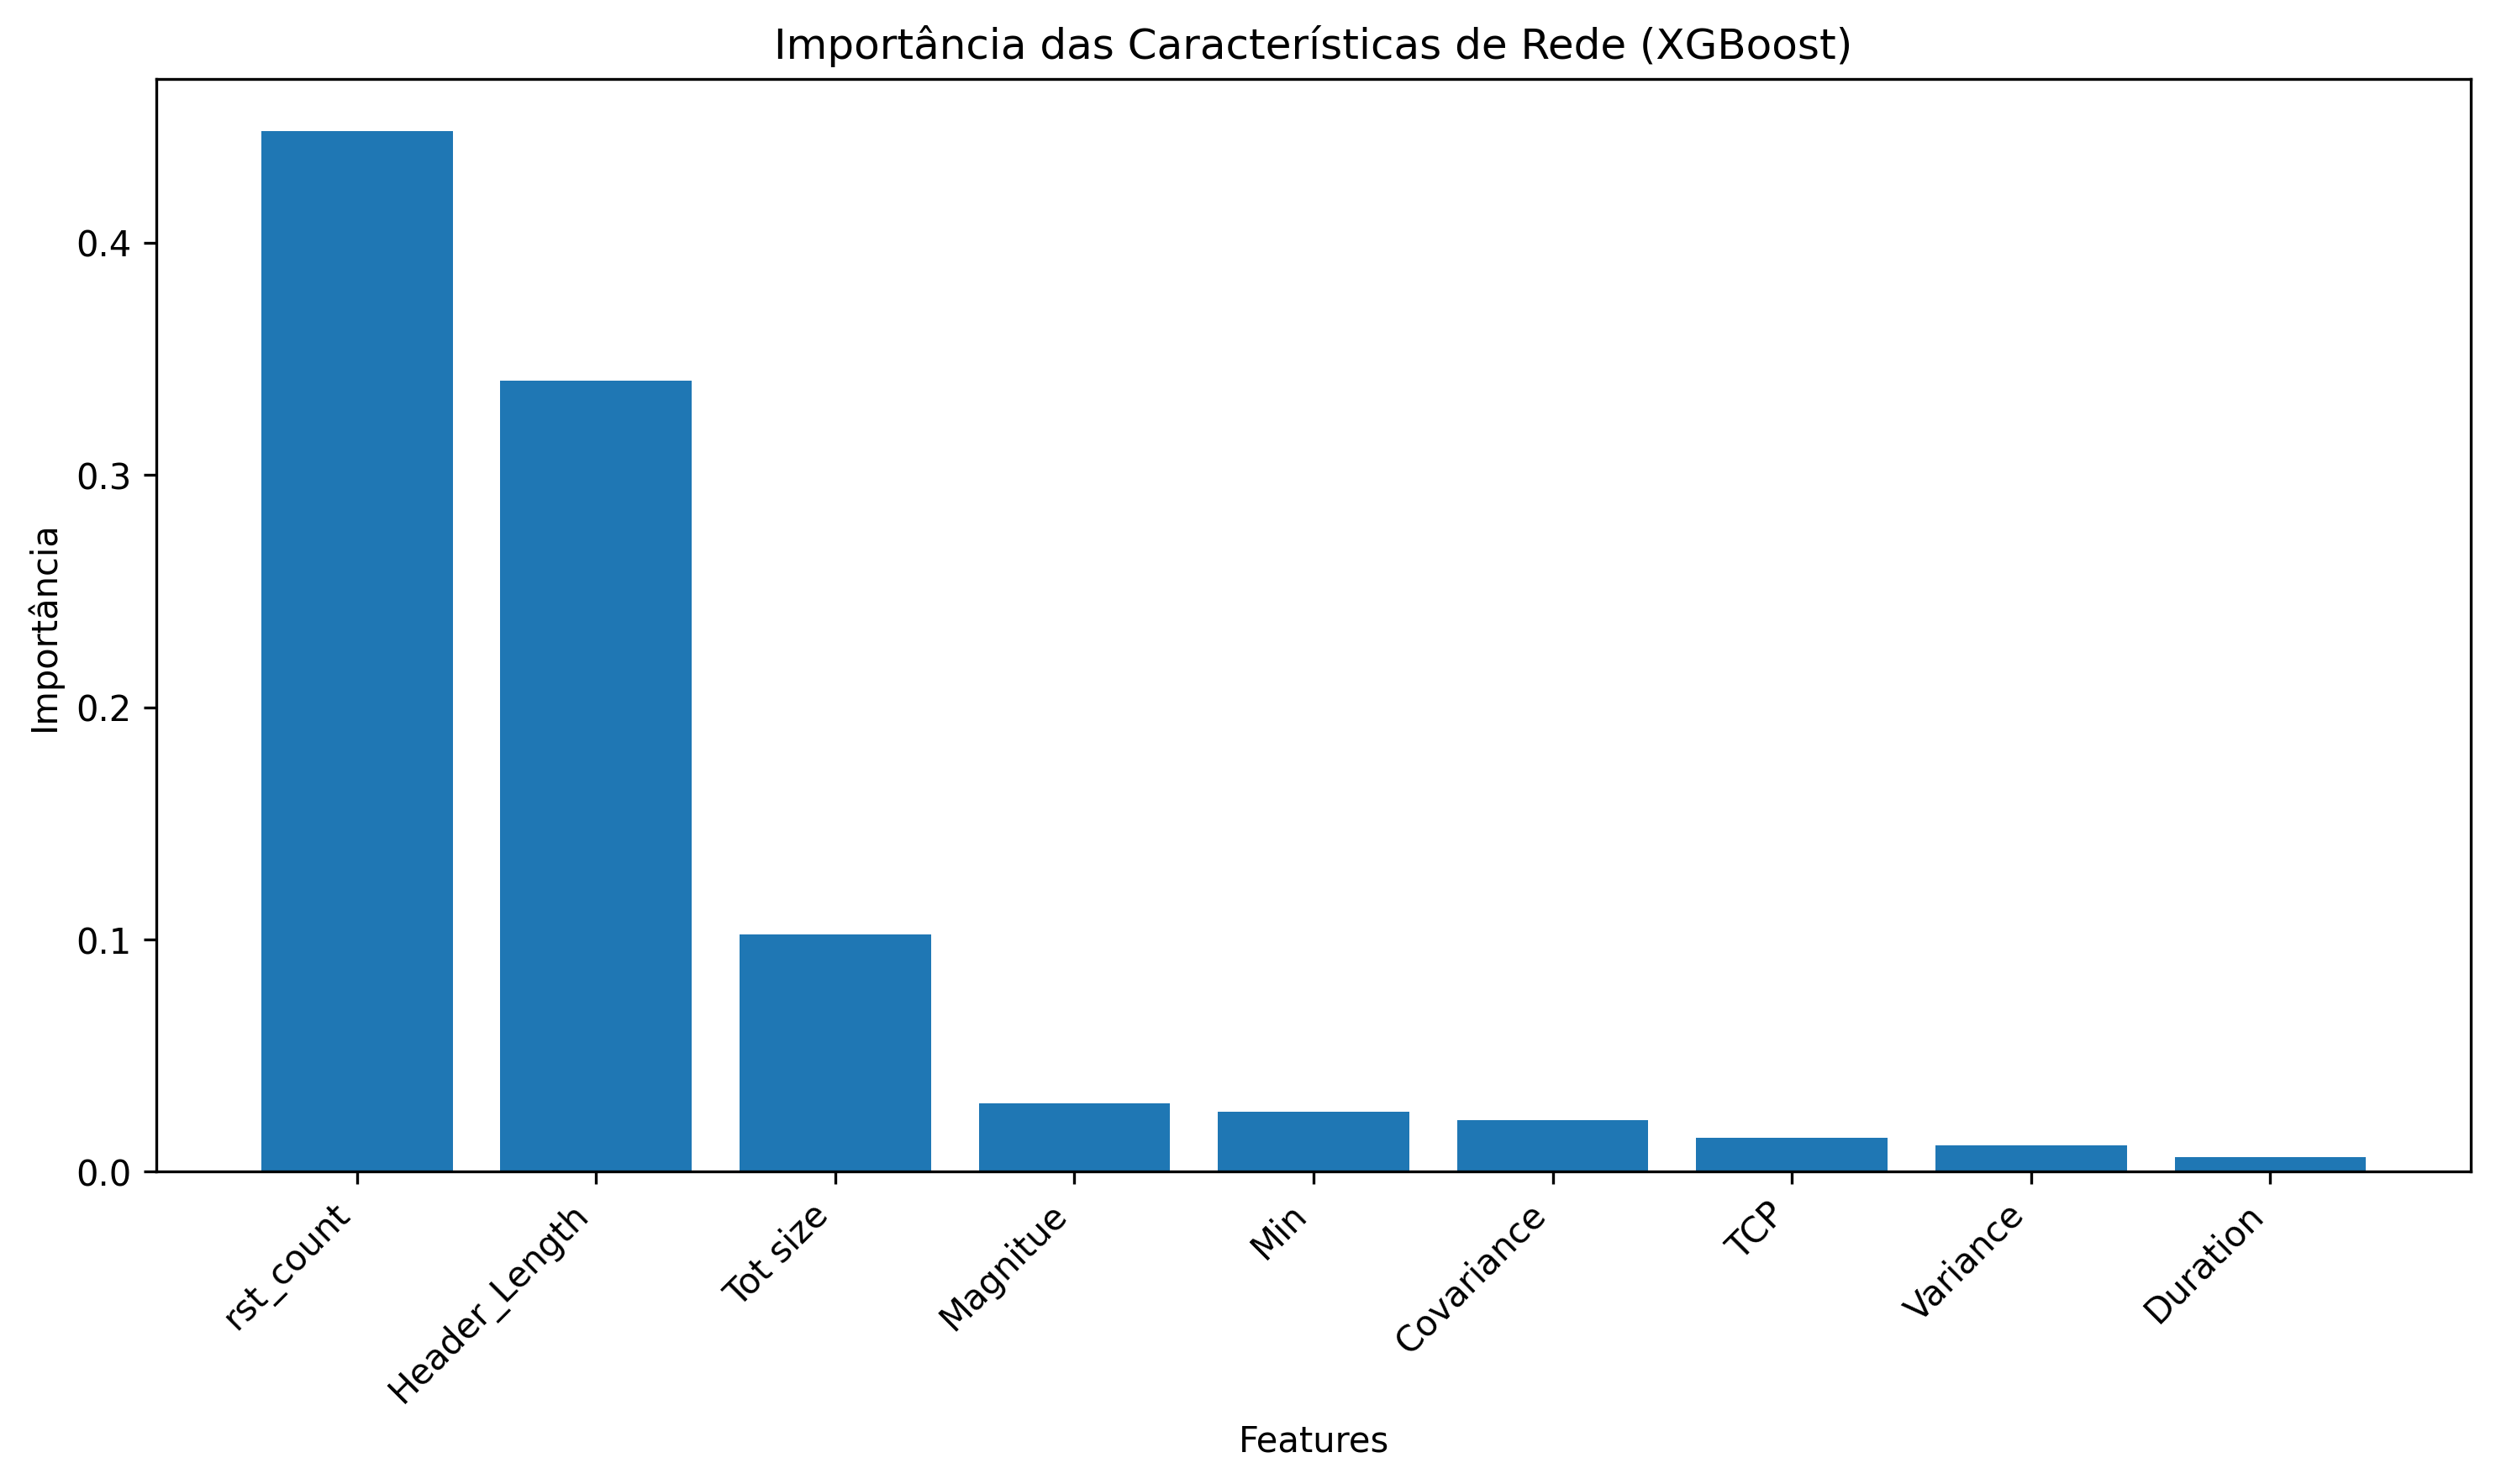 Importância das Características de Rede (XGBoost)
Importância
0.4
0.3
0.2
0.1
0.0
rst_count
Header_Length
Tot size
Magnitue
Min
Covariance
TCP
Variance
Duration
Features